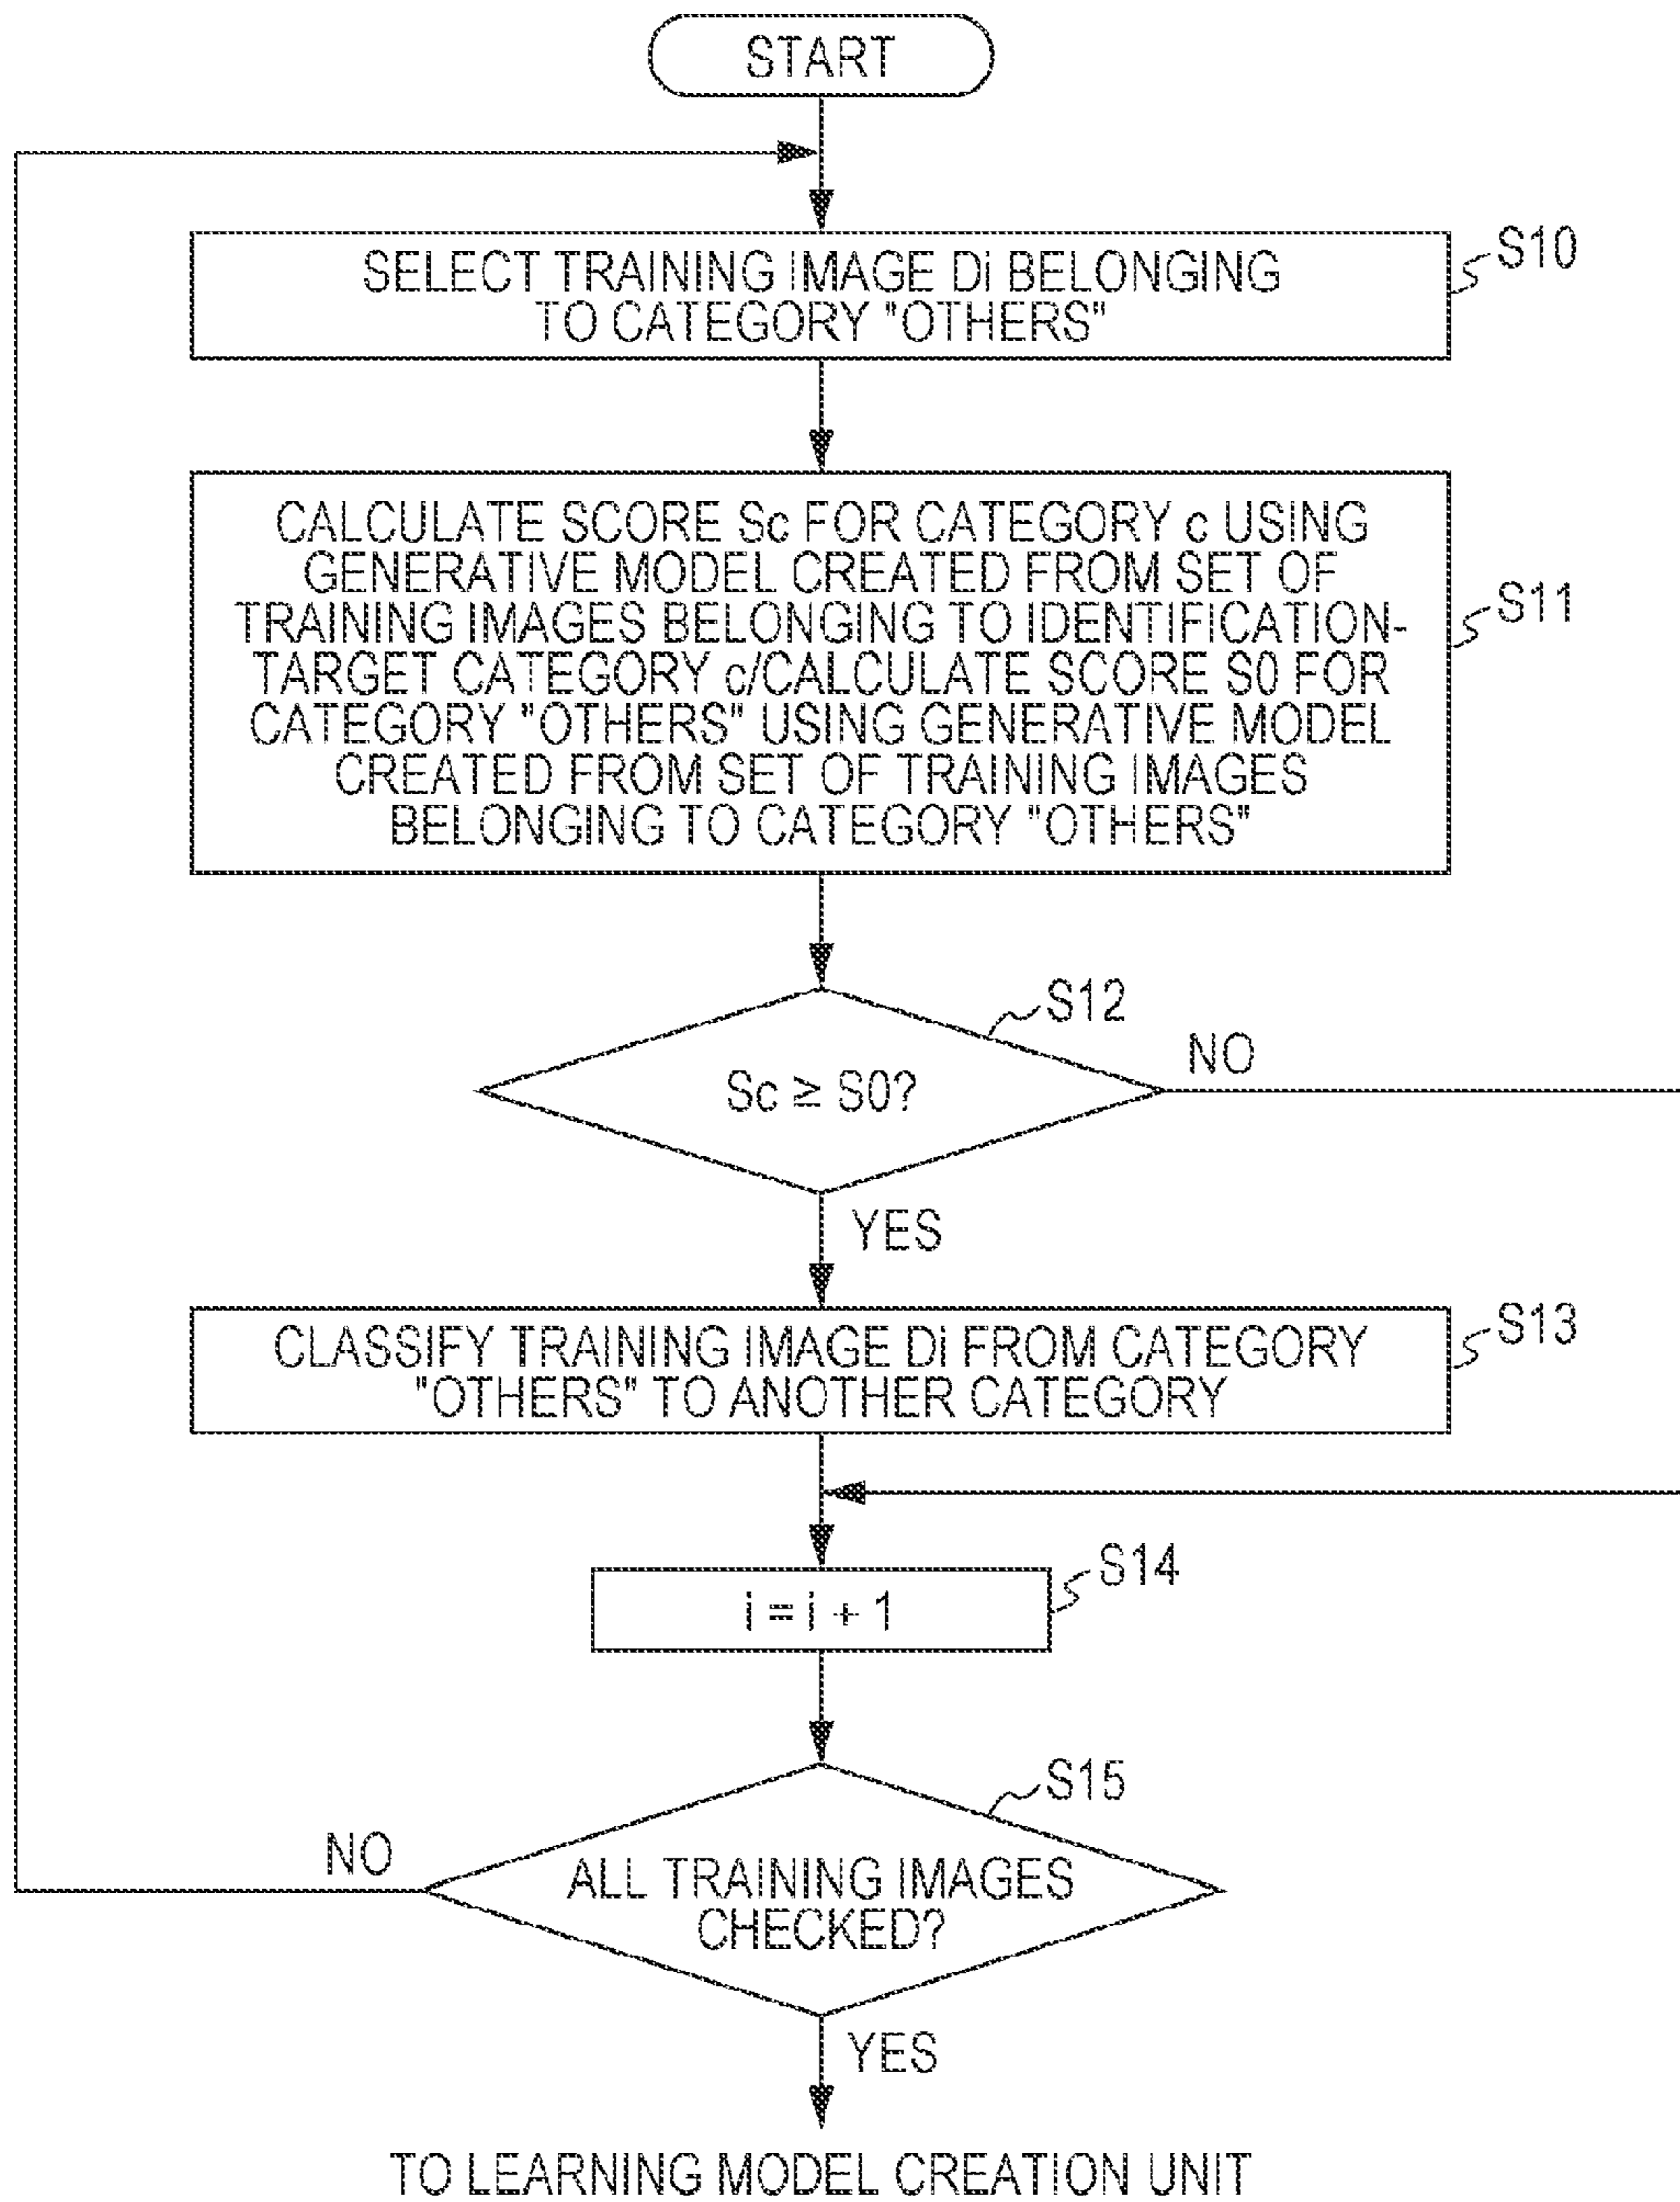 START
SELECT TRAINING IMAGE Di BELONGING
TO CATEGORY "OTHERS"
S10
CALCULATE SCORE Sc FOR CATEGORY c USING
GENERATIVE MODEL CREATED FROM SET OF
TRAINING IMAGES BELONGING TO IDENTIFICATION-
TARGET CATEGORY c/CALCULATE SCORE S0 FOR
CATEGORY "OTHERS" USING GENERATIVE MODEL
CREATED FROM SET OF TRAINING IMAGES
BELONGING TO CATEGORY "OTHERS"
S11
S12
NO
Sc ≥ S0?
YES
CLASSIFY TRAINING IMAGE Di FROM CATEGORY
"OTHERS" TO ANOTHER CATEGORY
S13
S14
i = i + 1
S15
NO
ALL TRAINING IMAGES
CHECKED?
YES
TO LEARNING MODEL CREATION UNIT